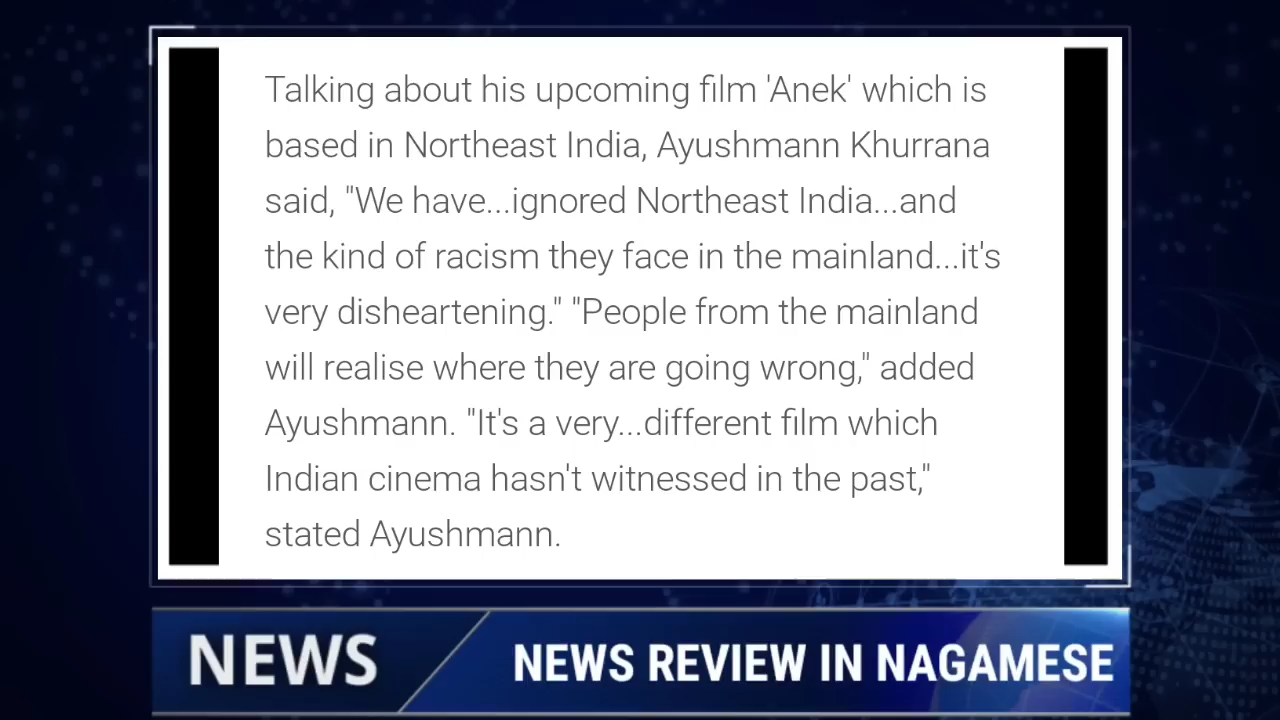 Talking about his upcoming film 'Anek' which is
based in Northeast India, Ayushmann Khurrana
said, "We have...ignored Northeast India...and
the kind of racism they face in the mainland...it's
very disheartening." "People from the mainland
will realise where they are going wrong," added
Ayushmann. "It's a very...different film which
Indian cinema hasn't witnessed in the past,"
stated Ayushmann.
NEWS
NEWS REVIEW IN NAGAMESE